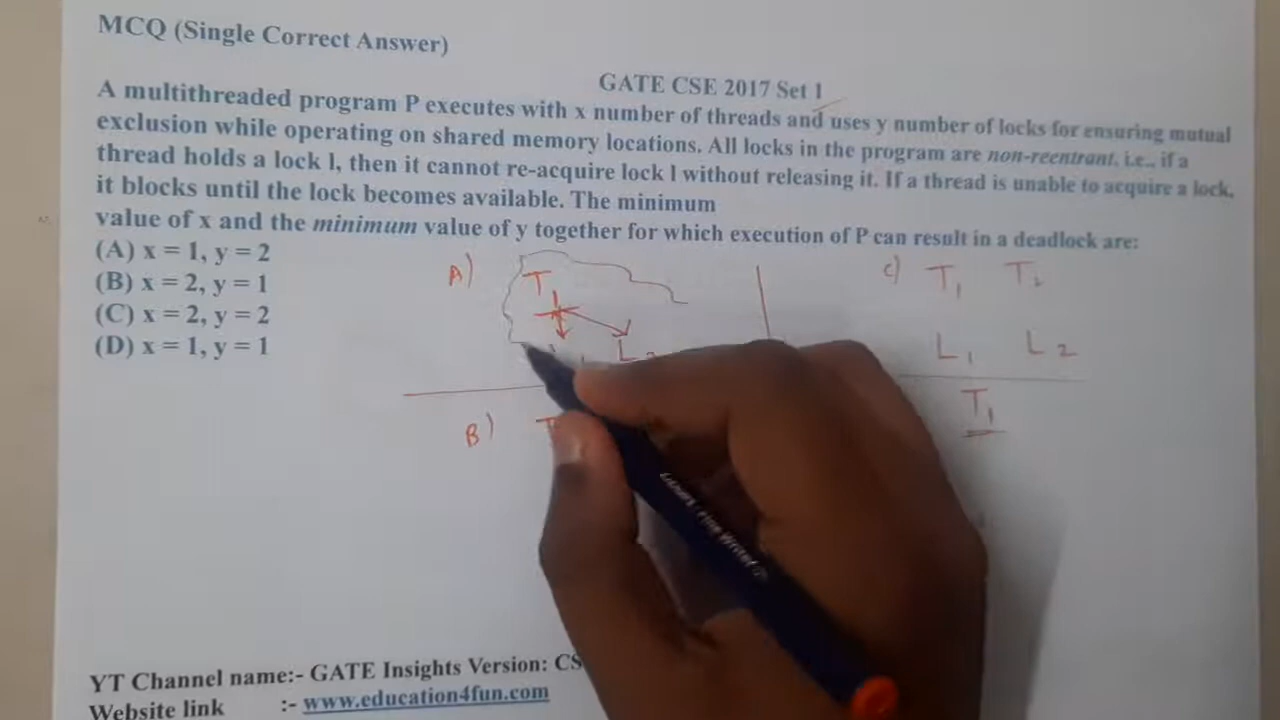 MCQ (Single Correct Answer)
GATE CSE 2017 Set 1
A multithreaded program P executes with x number of threads and uses y number of locks for ensuring mutual
exclusion while operating on shared memory locations. All locks in the program are non-reentrant, i.e., if a
thread holds a lock l, then it cannot re-acquire lock l without releasing it. If a thread is unable to acquire a lock,
it blocks until the lock becomes available. The minimum
value of x and the minimum value of y together for which execution of P can result in a deadlock are:
(A) x = 1, y = 2
(B) x = 2, y = 1
(C) x = 2, y = 2
(D) x = 1, y = 1
A) T1
L2
B) T
C) T1 T2
L1 L2
T1
YT Channel name:- GATE Insights Version: CS
Website link :- www.education4fun.com